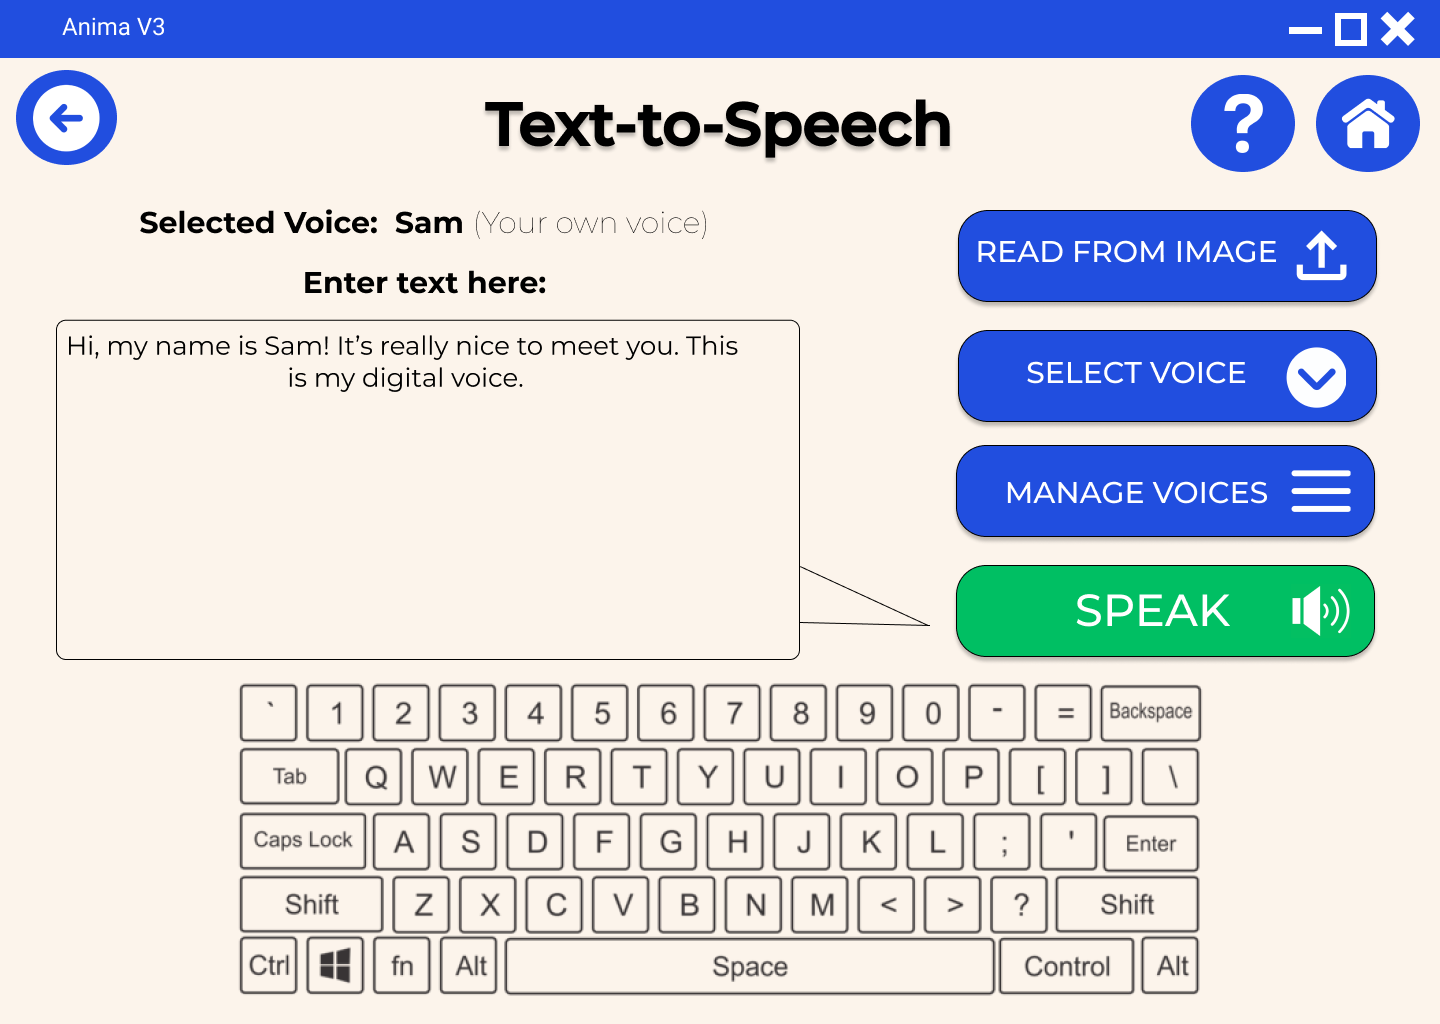 Anima V3
Text-to-Speech
?
Selected Voice: Sam (Your own voice)
Enter text here:
Hi, my name is Sam! It’s really nice to meet you. This
is my digital voice.
READ FROM IMAGE
SELECT VOICE
MANAGE VOICES
SPEAK
` 1 2 3 4 5 6 7 8 9 0 - = Backspace
Tab Q W E R T Y U I O P [ ] \
Caps Lock A S D F G H J K L ; ' Enter
Shift Z X C V B N M < > ? Shift
Ctrl fn Alt Space Control Alt